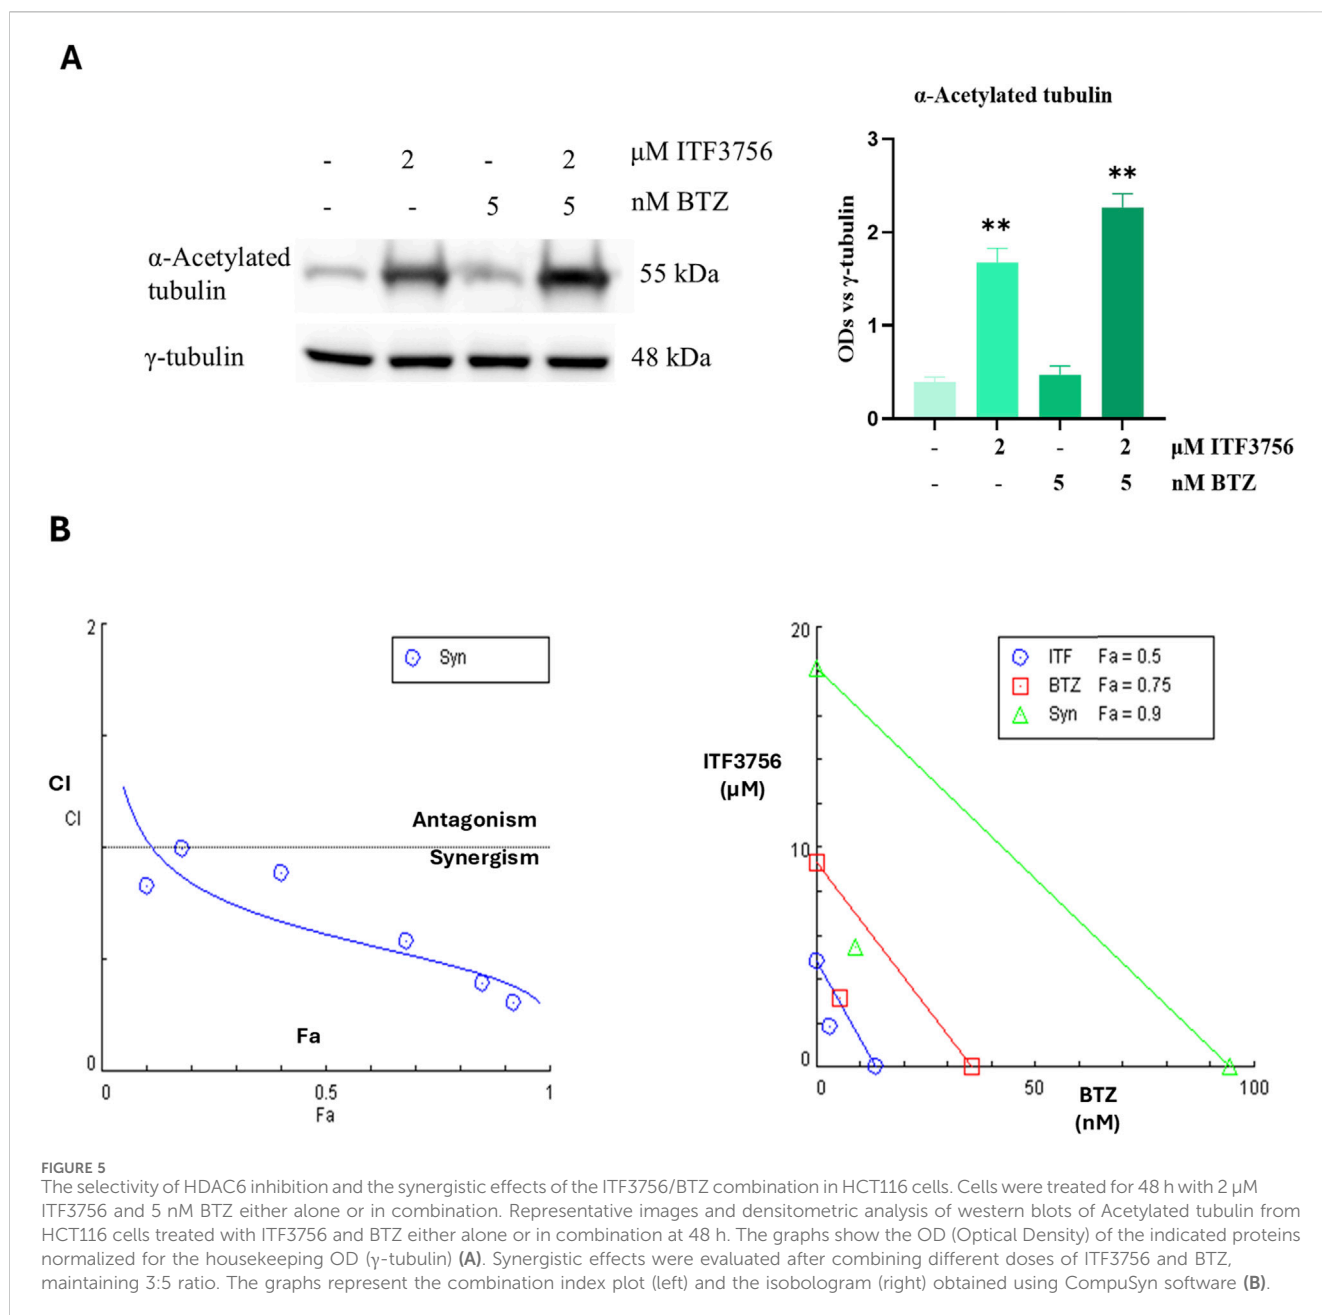 A
α-Acetylated tubulin
- 2 - 2 μM ITF3756
- - 5 5 nM BTZ
α-Acetylated
tubulin
55 kDa
γ-tubulin
48 kDa
ODs vs γ-tubulin
3
2
1
0
**
**
- 2 - 2 μM ITF3756
- - 5 5 nM BTZ
B
2
Syn
CI
CI
Antagonism
Synergism
Fa
0
0 0.5 1
Fa
20
ITF Fa = 0.5
BTZ Fa = 0.75
Syn Fa = 0.9
ITF3756
(μM)
10
0
0 50 100
BTZ
(nM)
FIGURE 5
The selectivity of HDAC6 inhibition and the synergistic effects of the ITF3756/BTZ combination in HCT116 cells. Cells were treated for 48 h with 2 μM
ITF3756 and 5 nM BTZ either alone or in combination. Representative images and densitometric analysis of western blots of Acetylated tubulin from
HCT116 cells treated with ITF3756 and BTZ either alone or in combination at 48 h. The graphs show the OD (Optical Density) of the indicated proteins
normalized for the housekeeping OD (γ-tubulin) (A). Synergistic effects were evaluated after combining different doses of ITF3756 and BTZ,
maintaining 3:5 ratio. The graphs represent the combination index plot (left) and the isobologram (right) obtained using CompuSyn software (B).